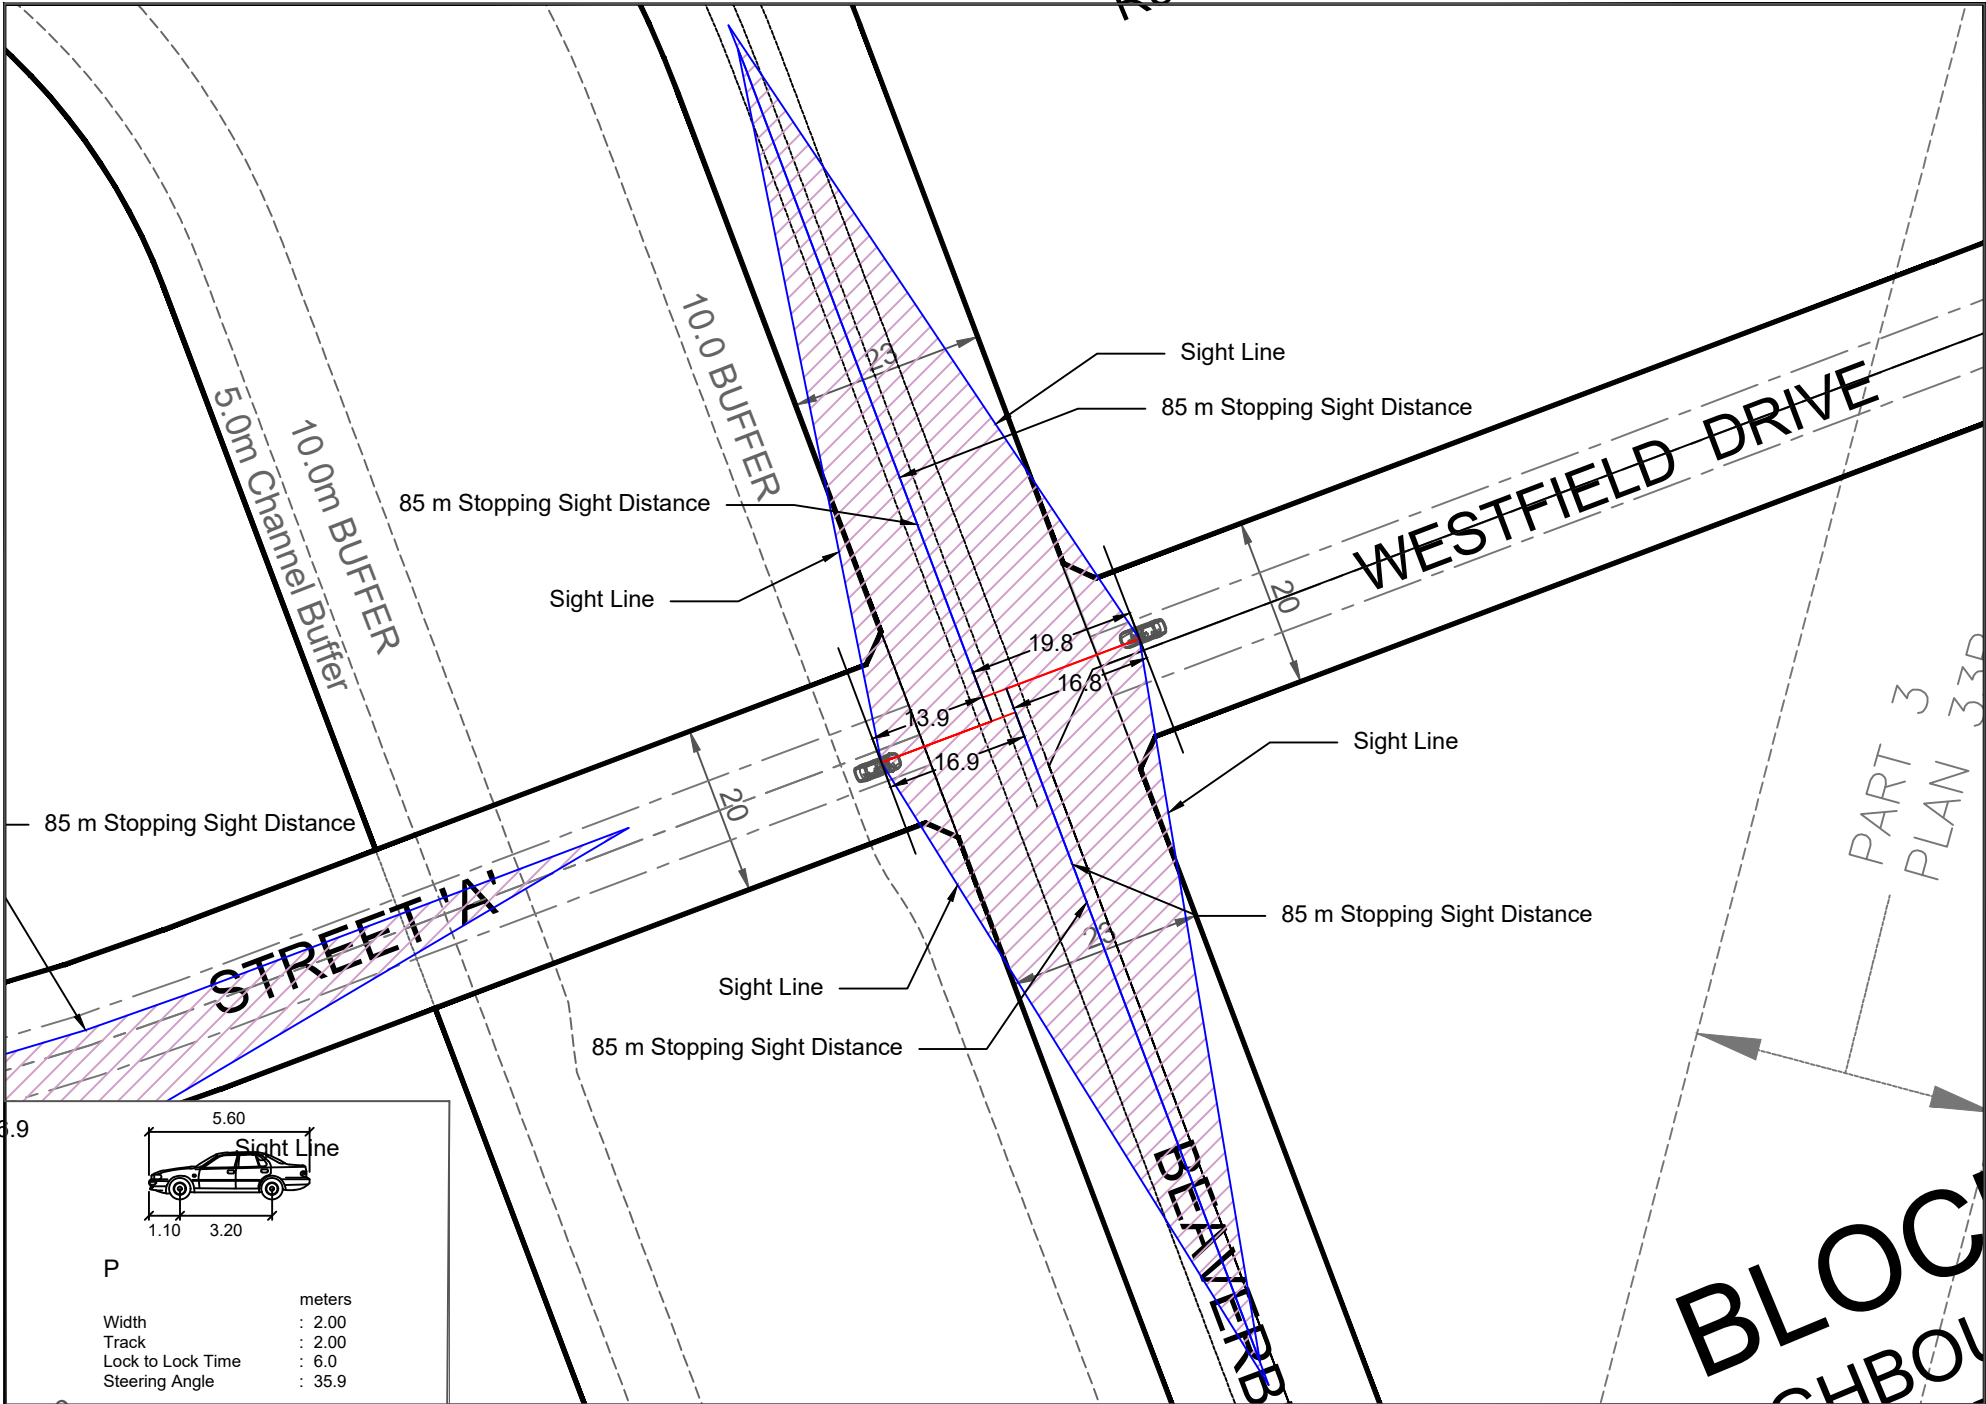 Sight Line
85 m Stopping Sight Distance
10.0 BUFFER
23
5.0m Channel Buffer
10.0m BUFFER
85 m Stopping Sight Distance
WESTFIELD DRIVE
Sight Line
20
19.8
16.8
13.9
16.9
Sight Line
PART 3
PLAN 33R
20
85 m Stopping Sight Distance
STREET 'A'
23
85 m Stopping Sight Distance
Sight Line
85 m Stopping Sight Distance
BEAVERB
5.60
Sight Line
1.10
3.20
P
meters
Width : 2.00
Track : 2.00
Lock to Lock Time : 6.0
Steering Angle : 35.9
BLOC
GHBOU